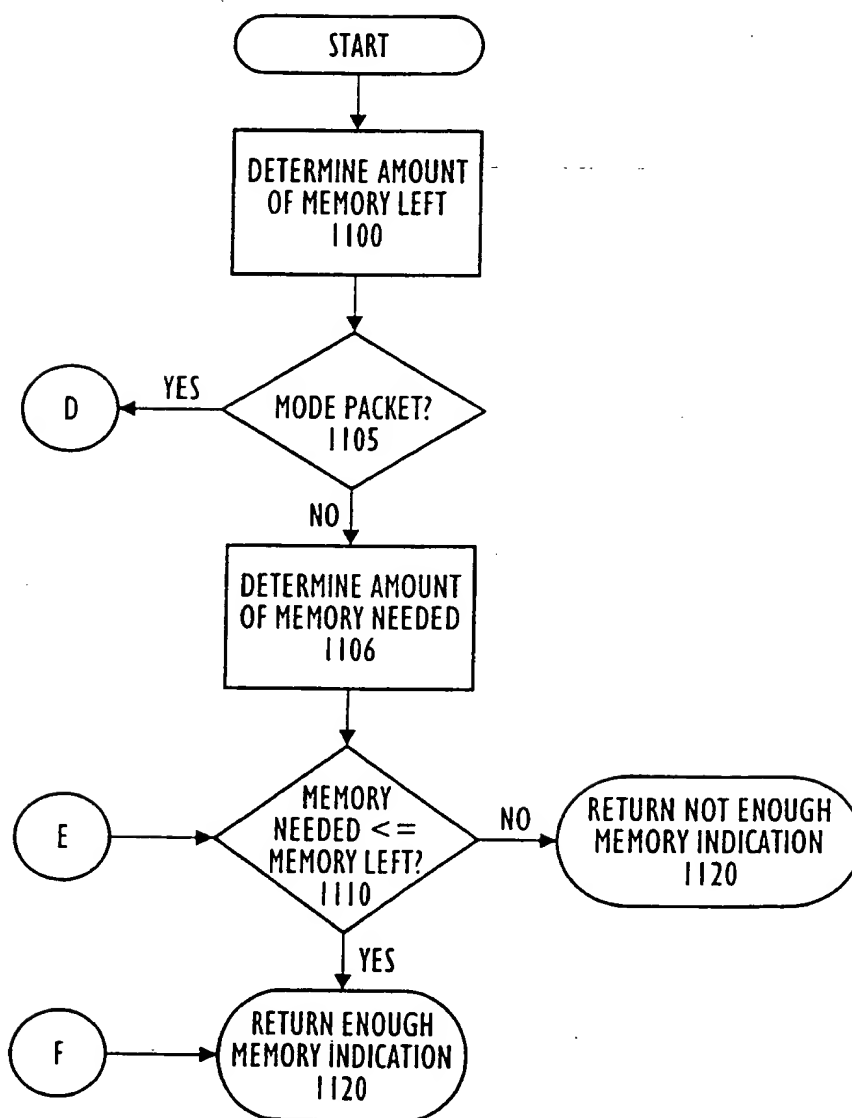 START
DETERMINE AMOUNT
OF MEMORY LEFT
1100
YES
D
MODE PACKET?
1105
NO
DETERMINE AMOUNT
OF MEMORY NEEDED
1106
E
MEMORY
NEEDED <=
MEMORY LEFT?
1110
NO
RETURN NOT ENOUGH
MEMORY INDICATION
1120
YES
F
RETURN ENOUGH
MEMORY INDICATION
1120